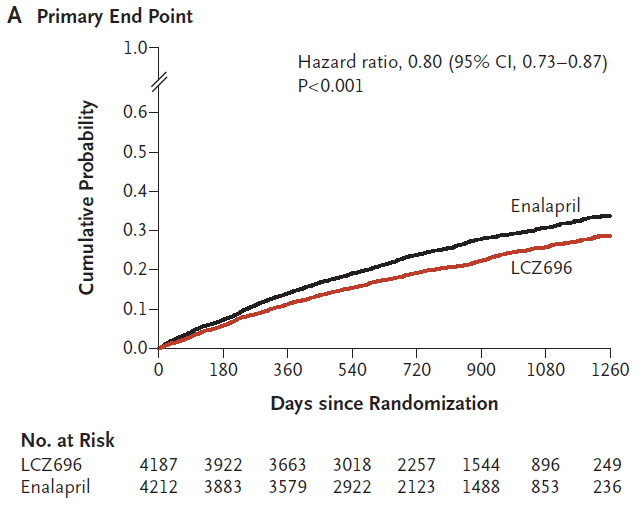 A Primary End Point
1.0
Hazard ratio, 0.80 (95% CI, 0.73–0.87)
P<0.001
0.6
0.5
0.4
0.3
0.2
0.1
0.0
Cumulative Probability
Enalapril
LCZ696
0 180 360 540 720 900 1080 1260
Days since Randomization
No. at Risk
LCZ696 4187 3922 3663 3018 2257 1544 896 249
Enalapril 4212 3883 3579 2922 2123 1488 853 236